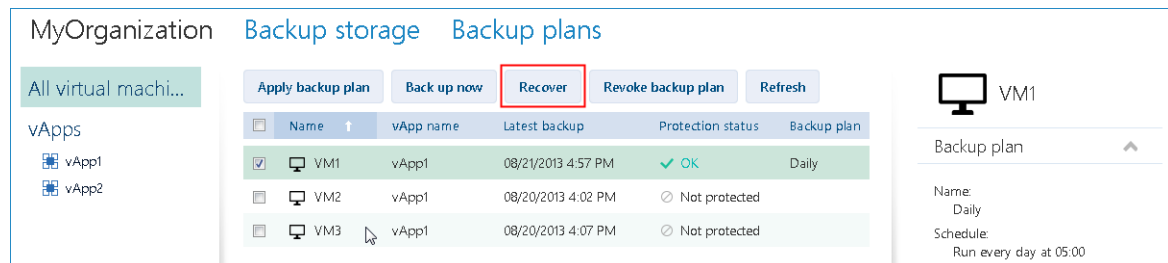 MyOrganization Backup storage Backup plans
All virtual machi...
vApps
vApp1
vApp2
Apply backup plan Back up now Recover Revoke backup plan Refresh
Name vApp name Latest backup Protection status Backup plan
VM1 vApp1 08/21/2013 4:57 PM OK Daily
VM2 vApp1 08/20/2013 4:02 PM Not protected
VM3 vApp1 08/20/2013 4:07 PM Not protected
VM1
Backup plan
Name:
Daily
Schedule:
Run every day at 05:00